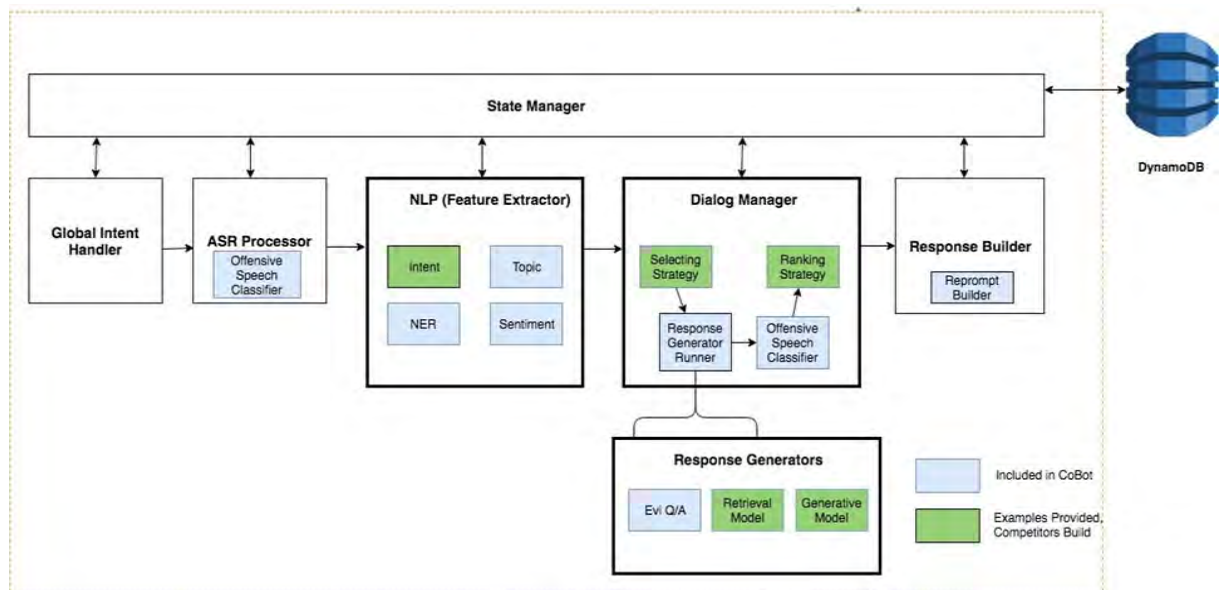 State Manager
DynamoDB
Global Intent
Handler
ASR Processor
Offensive
Speech
Classifier
NLP (Feature Extractor)
Intent
Topic
NER
Sentiment
Dialog Manager
Selecting
Strategy
Ranking
Strategy
Response
Generator
Runner
Offensive
Speech
Classifier
Response Builder
Reprompt
Builder
Response Generators
Evi Q/A
Retrieval
Model
Generative
Model
Included in CoBot
Examples Provided,
Competitors Build